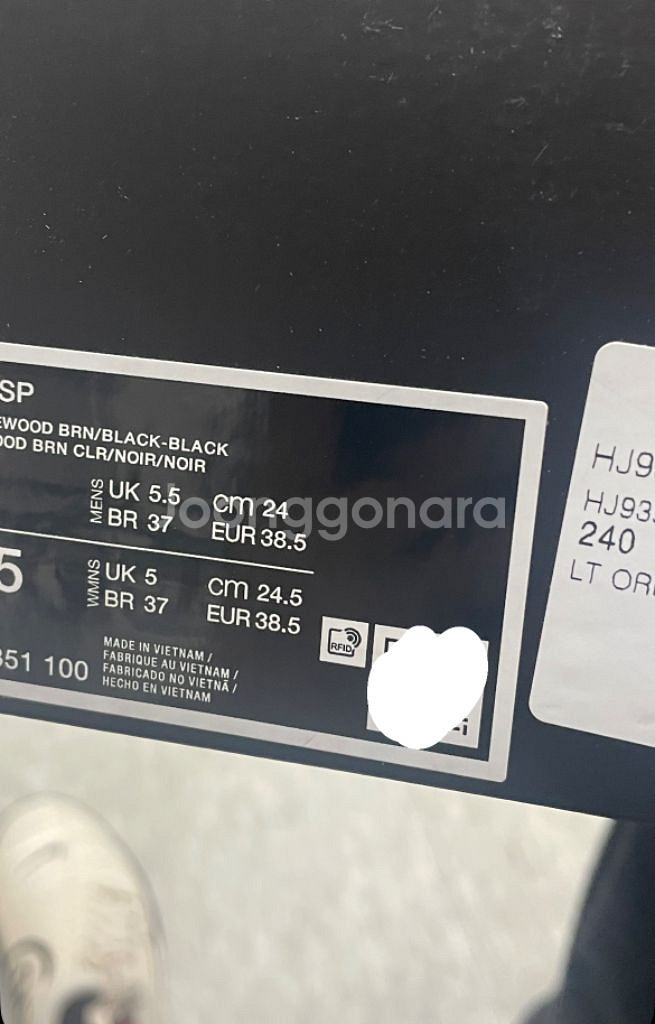 SP
EWOOD BRN/BLACK-BLACK
OOD BRN CLR/NOIR/NOIR
MENS
UK 5.5 cm 24
BR 37 EUR 38.5
5
WMNS
UK 5 cm 24.5
BR 37 EUR 38.5
RFID
351 100
MADE IN VIETNAM /
FABRIQUE AU VIETNAM /
FABRICADO NO VIETNÃ /
HECHO EN VIETNAM
HJ9
HJ93
240
LT OR
Joonggonara